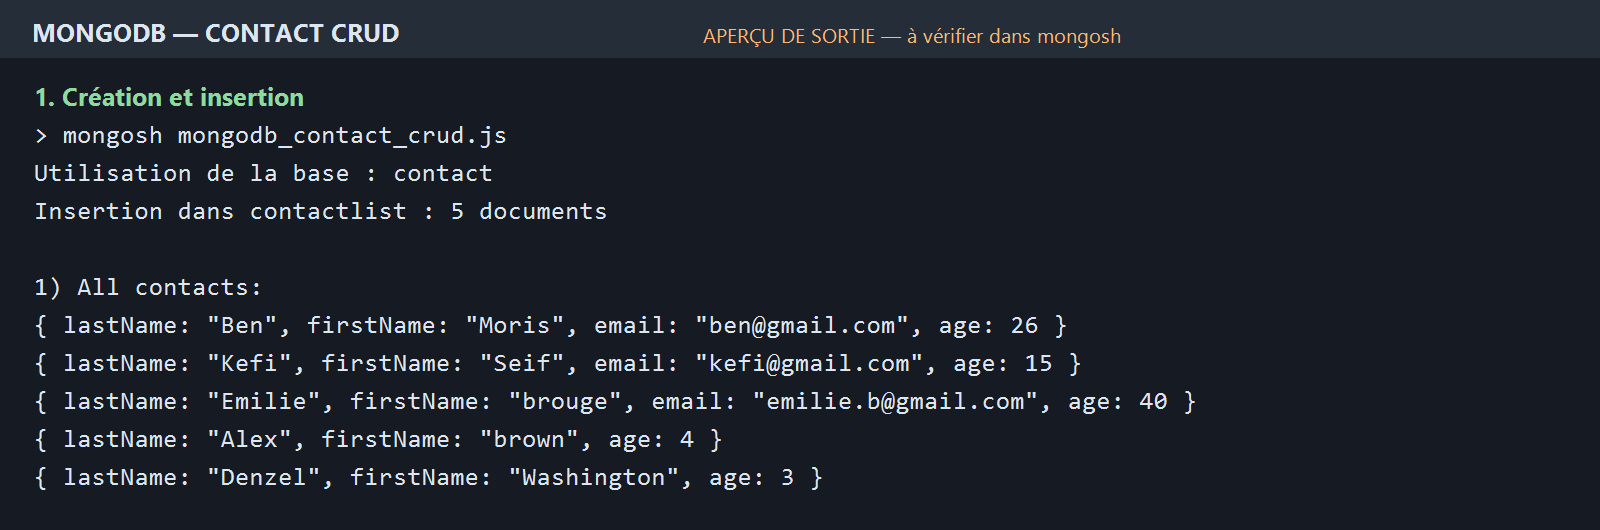 MONGODB — CONTACT CRUD
APERÇU DE SORTIE — à vérifier dans mongosh
1. Création et insertion
> mongosh mongodb_contact_crud.js
Utilisation de la base : contact
Insertion dans contactlist : 5 documents
1) All contacts:
{ lastName: "Ben", firstName: "Moris", email: "ben@gmail.com", age: 26 }
{ lastName: "Kefi", firstName: "Seif", email: "kefi@gmail.com", age: 15 }
{ lastName: "Emilie", firstName: "brouge", email: "emilie.b@gmail.com", age: 40 }
{ lastName: "Alex", firstName: "brown", age: 4 }
{ lastName: "Denzel", firstName: "Washington", age: 3 }